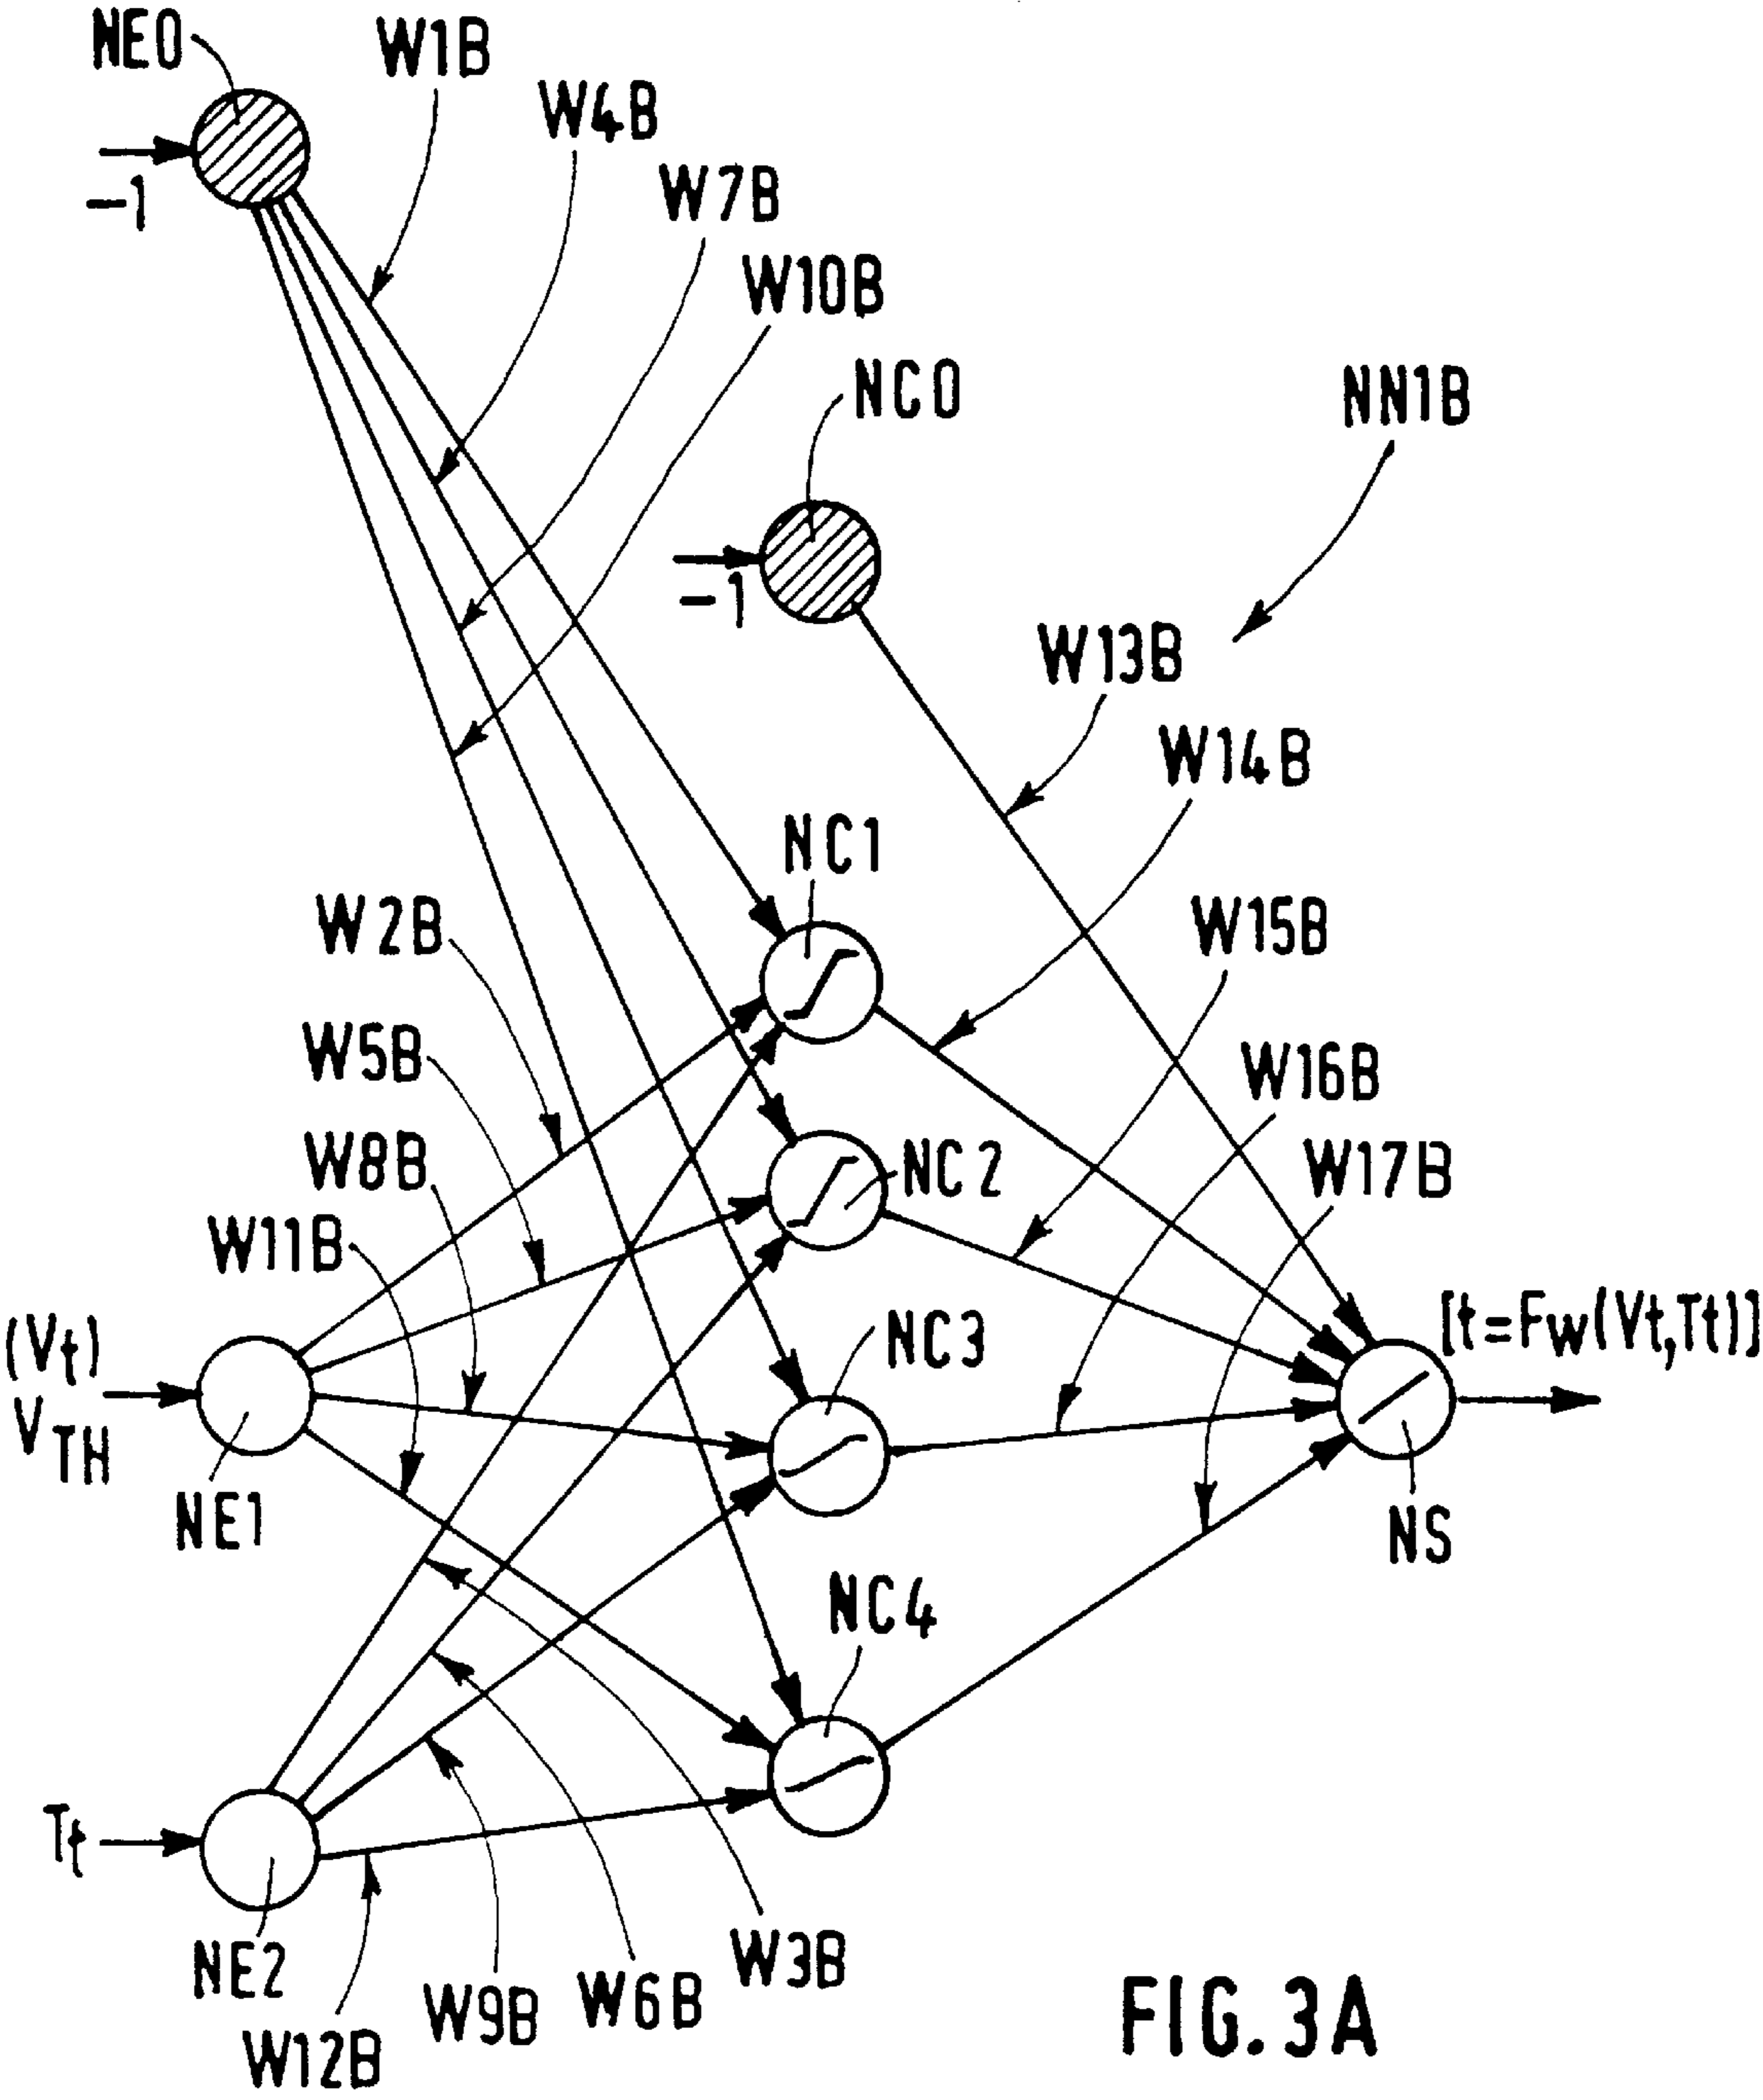 NE0
W1B
W4B
-1
W7B
W10B
NC0
NN1B
-1
W13B
W14B
NC1
W2B
W15B
W5B
W16B
W8B
NC2
W17B
W11B
(Vt)
NC3
[t=Fw(Vt,Tt)]
VTH
NE1
NS
NC4
Tt
NE2
W3B
W9B
W6B
W12B
FIG.3A